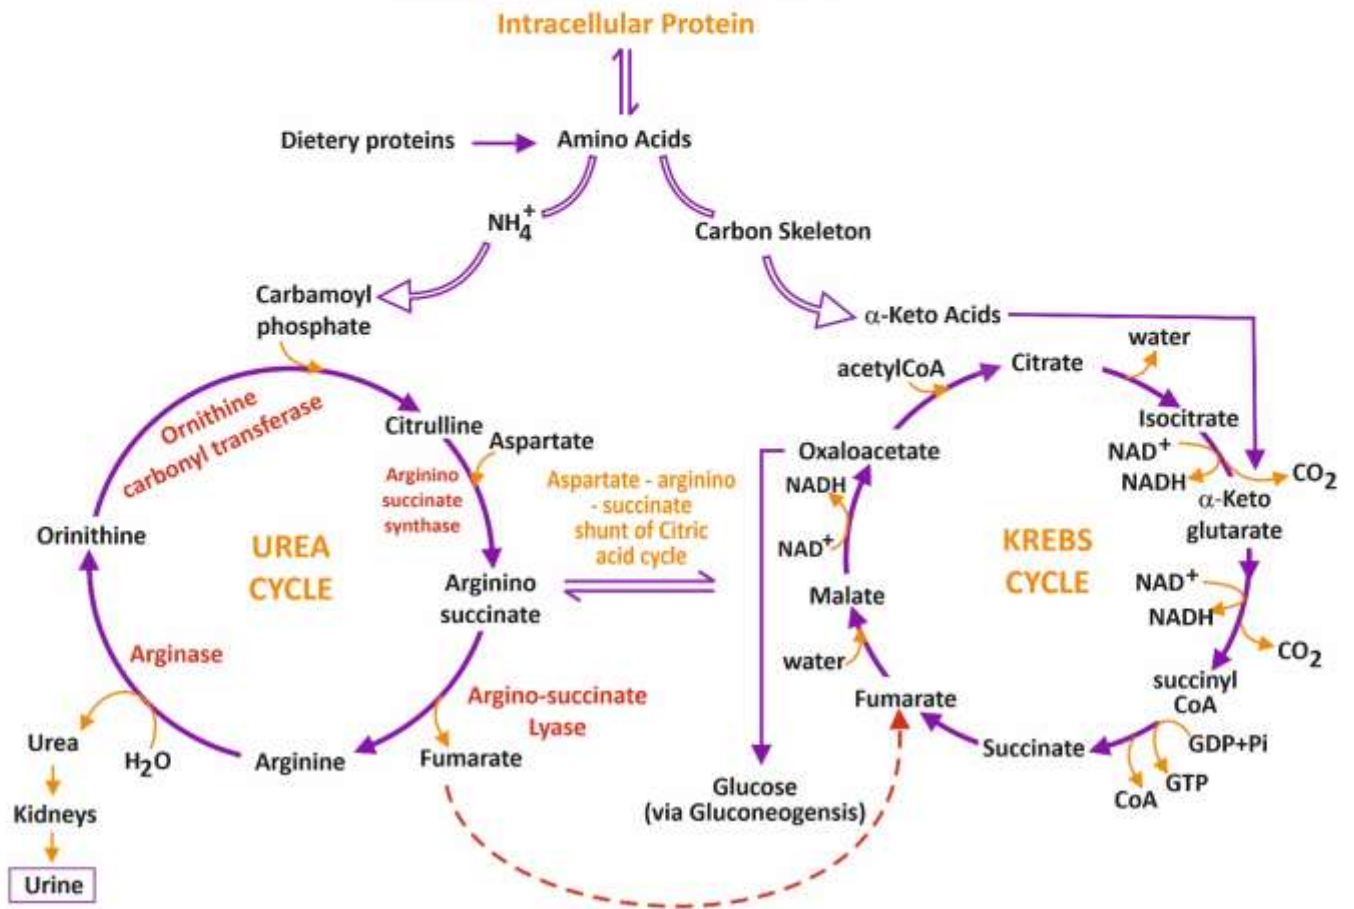 Intracellular Protein
Dietery proteins
Amino Acids
NH4+
Carbon Skeleton
Carbamoyl
phosphate
α-Keto Acids
Ornithine
carbonyl transferase
Citrulline
Aspartate
Arginino
succinate
synthase
Orinithine
UREA
CYCLE
Arginino
succinate
Arginase
Argino-succinate
Lyase
Urea
H2O
Arginine
Fumarate
Kidneys
Urine
Aspartate - arginino
- succinate
shunt of Citric
acid cycle
acetylCoA
Citrate
water
Isocitrate
NAD+
NADH
CO2
α-Keto
glutarate
Oxaloacetate
NADH
NAD+
KREBS
CYCLE
NAD+
NADH
CO2
Malate
water
Fumarate
succinyl
CoA
Succinate
GDP+Pi
GTP
CoA
Glucose
(via Gluconeogensis)